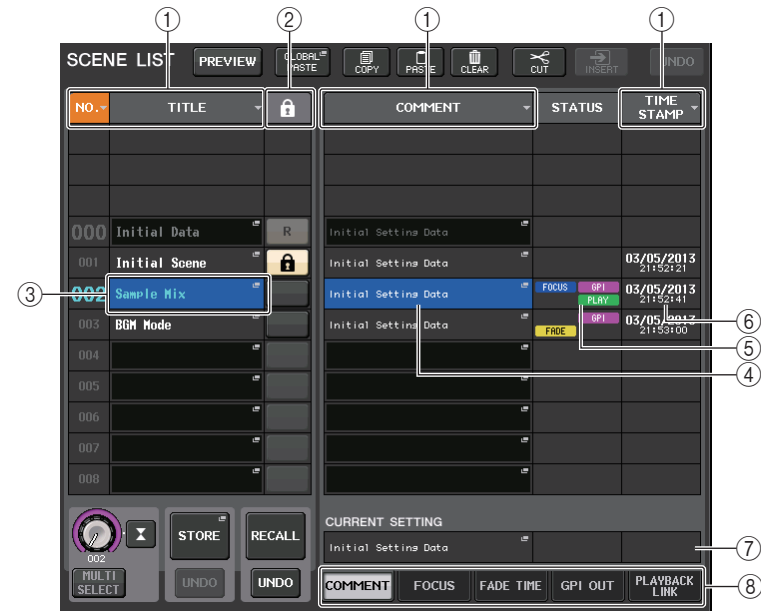 ① ② ① ①
SCENE LIST PREVIEW GLOBAL PASTE COPY PASTE CLEAR CUT INSERT UNDO
NO. TITLE COMMENT STATUS TIME STAMP
000 Initial Data R Initial Setting Data
001 Initial Scene Initial Setting Data 03/05/2013 21:52:21
③ 002 Sample Mix Initial Setting Data FOCUS GPI PLAY 03/05/2013 21:52:41
003 BGM Mode Initial Setting Data FADE GPI 03/05/2013 21:53:00 ⑥
⑤
004 ④
005
006
007
008
CURRENT SETTING
STORE RECALL
Initial Setting Data ⑦
002
MULTI SELECT UNDO UNDO COMMENT FOCUS FADE TIME GPI OUT PLAYBACK LINK ⑧